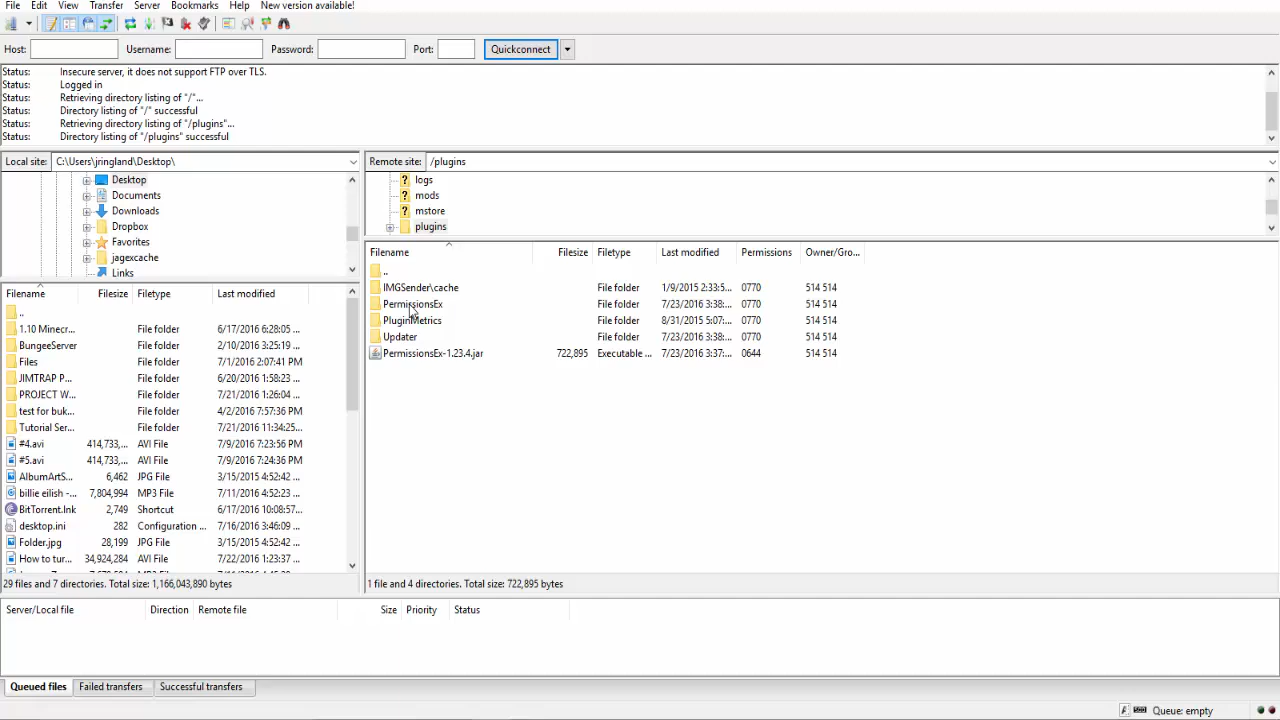 File Edit View Transfer Server Bookmarks Help New version available!
Host: Username: Password: Port: Quickconnect
Status: Insecure server, it does not support FTP over TLS.
Status: Logged in
Status: Retrieving directory listing of "/"...
Status: Directory listing of "/" successful
Status: Retrieving directory listing of "/plugins"...
Status: Directory listing of "/plugins" successful
Local site: C:\Users\jringland\Desktop\
Desktop
Documents
Downloads
Dropbox
Favorites
jagexcache
Links
Filename Filesize Filetype Last modified
..
1.10 Minecr... File folder 6/17/2016 6:28:05 ...
BungeeServer File folder 2/10/2016 3:25:19 ...
Files File folder 7/1/2016 2:07:41 PM
JIMTRAP P... File folder 6/20/2016 1:58:23 ...
PROJECT W... File folder 7/21/2016 1:26:04 ...
test for buk... File folder 4/2/2016 7:57:36 PM
Tutorial Ser... File folder 7/21/2016 11:34:25...
#4.avi 414,733,... AVI File 7/9/2016 7:23:56 PM
#5.avi 414,733,... AVI File 7/9/2016 7:24:36 PM
AlbumArtS... 6,462 JPG File 3/15/2015 4:52:42 ...
billie eilish -... 7,804,994 MP3 File 7/11/2016 4:52:23 ...
BitTorrent.lnk 2,749 Shortcut 6/17/2016 10:08:57...
desktop.ini 282 Configuration ... 7/16/2016 3:46:09 ...
Folder.jpg 28,199 JPG File 3/15/2015 4:52:42 ...
How to tur... 34,924,284 AVI File 7/22/2016 1:23:37 ...
29 files and 7 directories. Total size: 1,166,043,890 bytes
Remote site: /plugins
logs
mods
mstore
plugins
Filename Filesize Filetype Last modified Permissions Owner/Gro...
..
IMGSender\cache File folder 1/9/2015 2:33:5... 0770 514 514
PermissionsEx File folder 7/23/2016 3:38:... 0770 514 514
PluginMetrics File folder 8/31/2015 5:07:... 0770 514 514
Updater File folder 7/23/2016 3:38:... 0770 514 514
PermissionsEx-1.23.4.jar 722,895 Executable ... 7/23/2016 3:37:... 0644 514 514
1 file and 4 directories. Total size: 722,895 bytes
Server/Local file Direction Remote file Size Priority Status
Queued files Failed transfers Successful transfers
Queue: empty